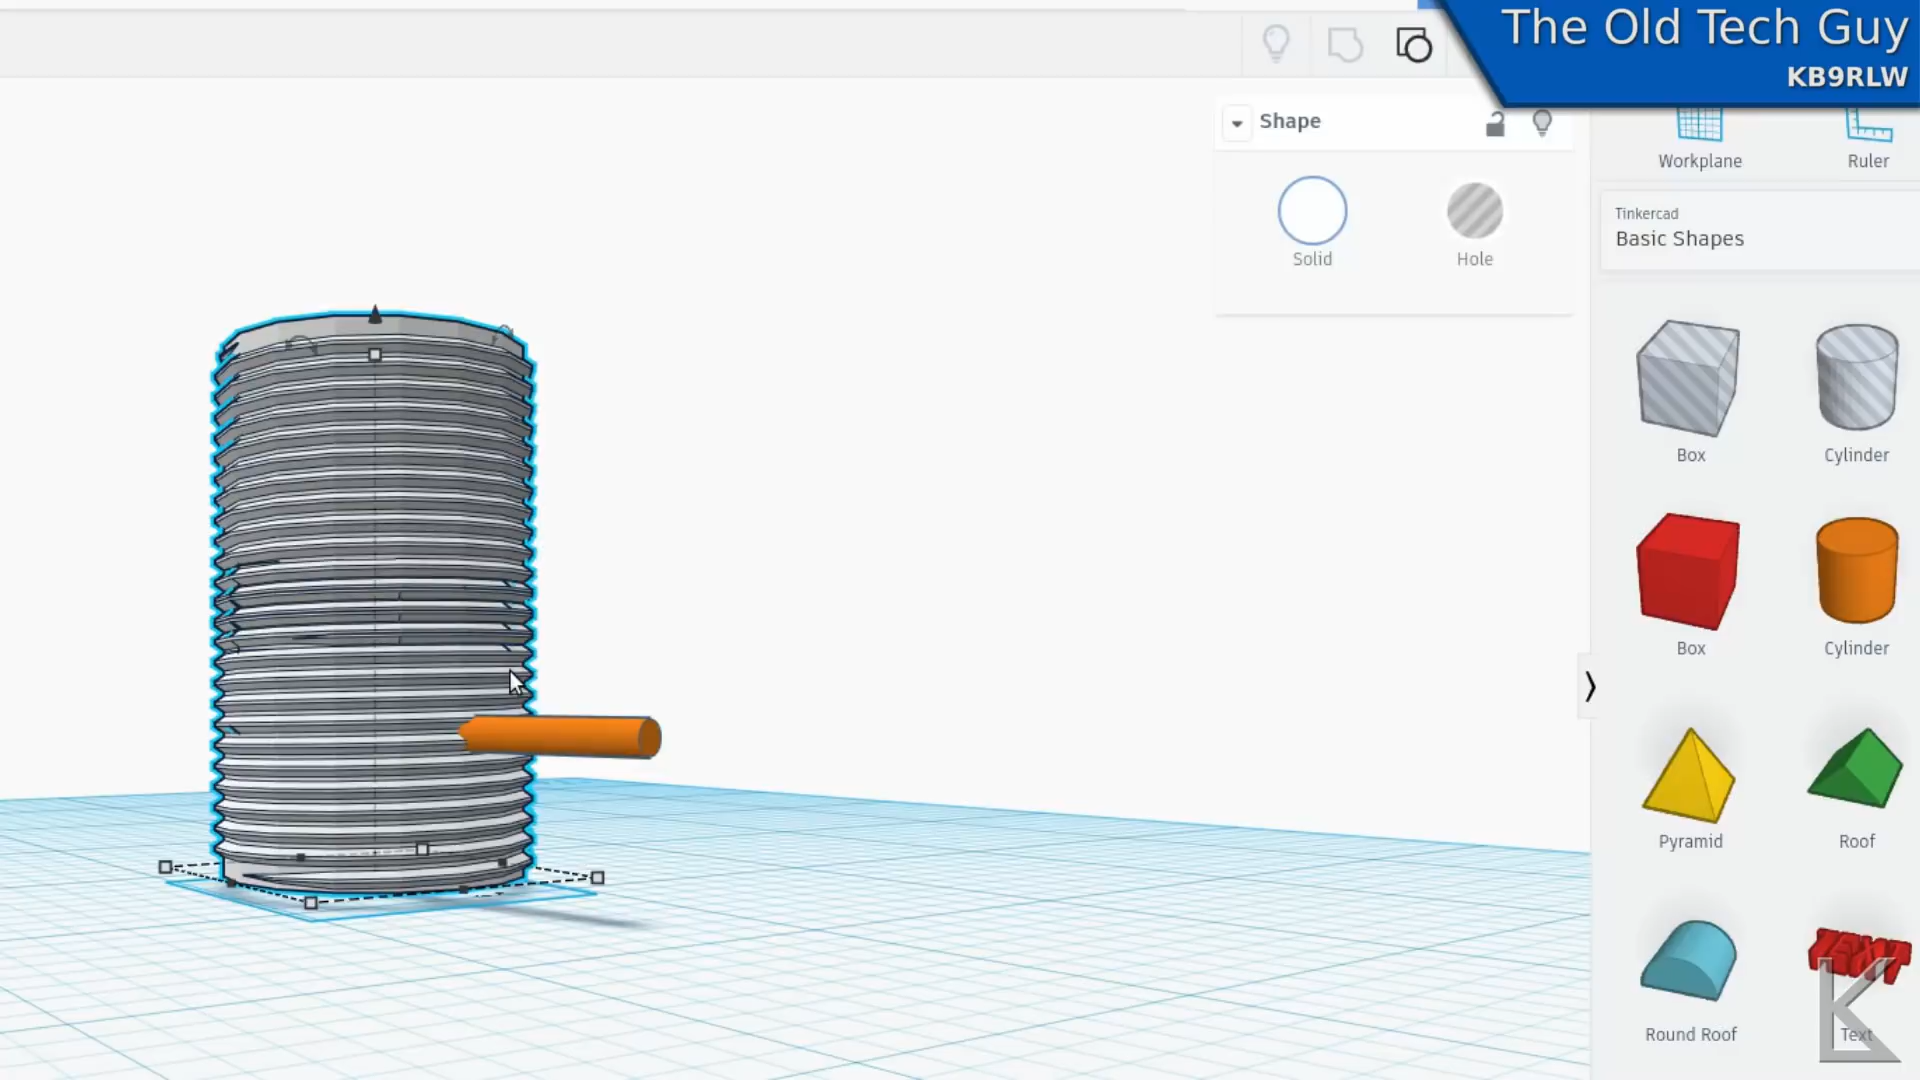 The Old Tech Guy
KB9RLW
Shape
Solid
Hole
Workplane
Ruler
Tinkercad
Basic Shapes
Box
Cylinder
Box
Cylinder
Pyramid
Roof
TEXT
Round Roof
Text
K